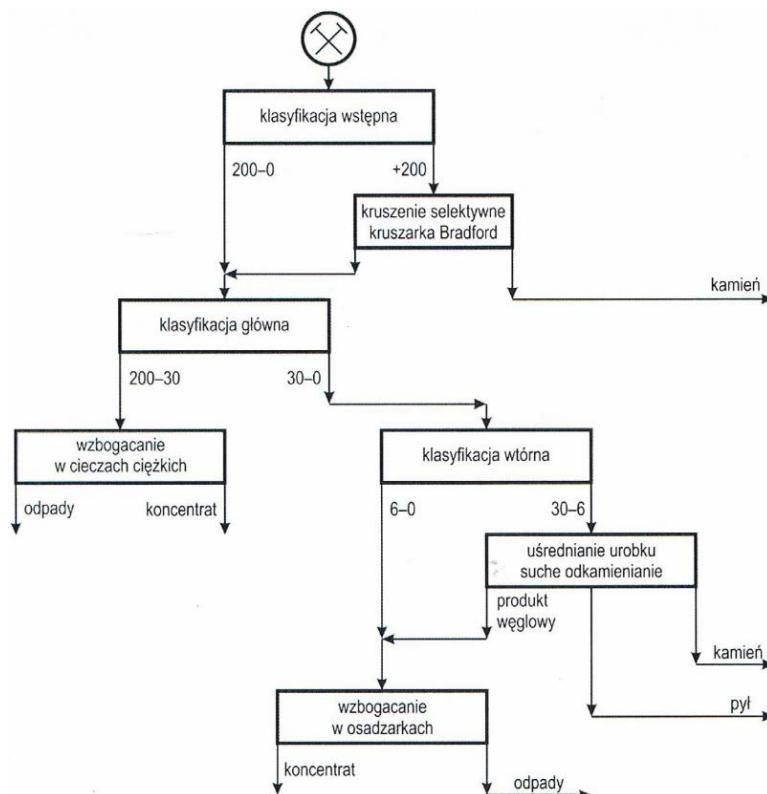 klasyfikacja wstępna
200–0
+200
kruszenie selektywne
kruszarka Bradford
kamień
klasyfikacja główna
200–30
30–0
wzbogacanie
w cieczach ciężkich
klasyfikacja wtórna
odpady
koncentrat
6–0
30–6
uśrednianie urobku
suche odkamienianie
produkt
węglowy
kamień
wzbogacanie
w osadzarkach
pył
koncentrat
odpady